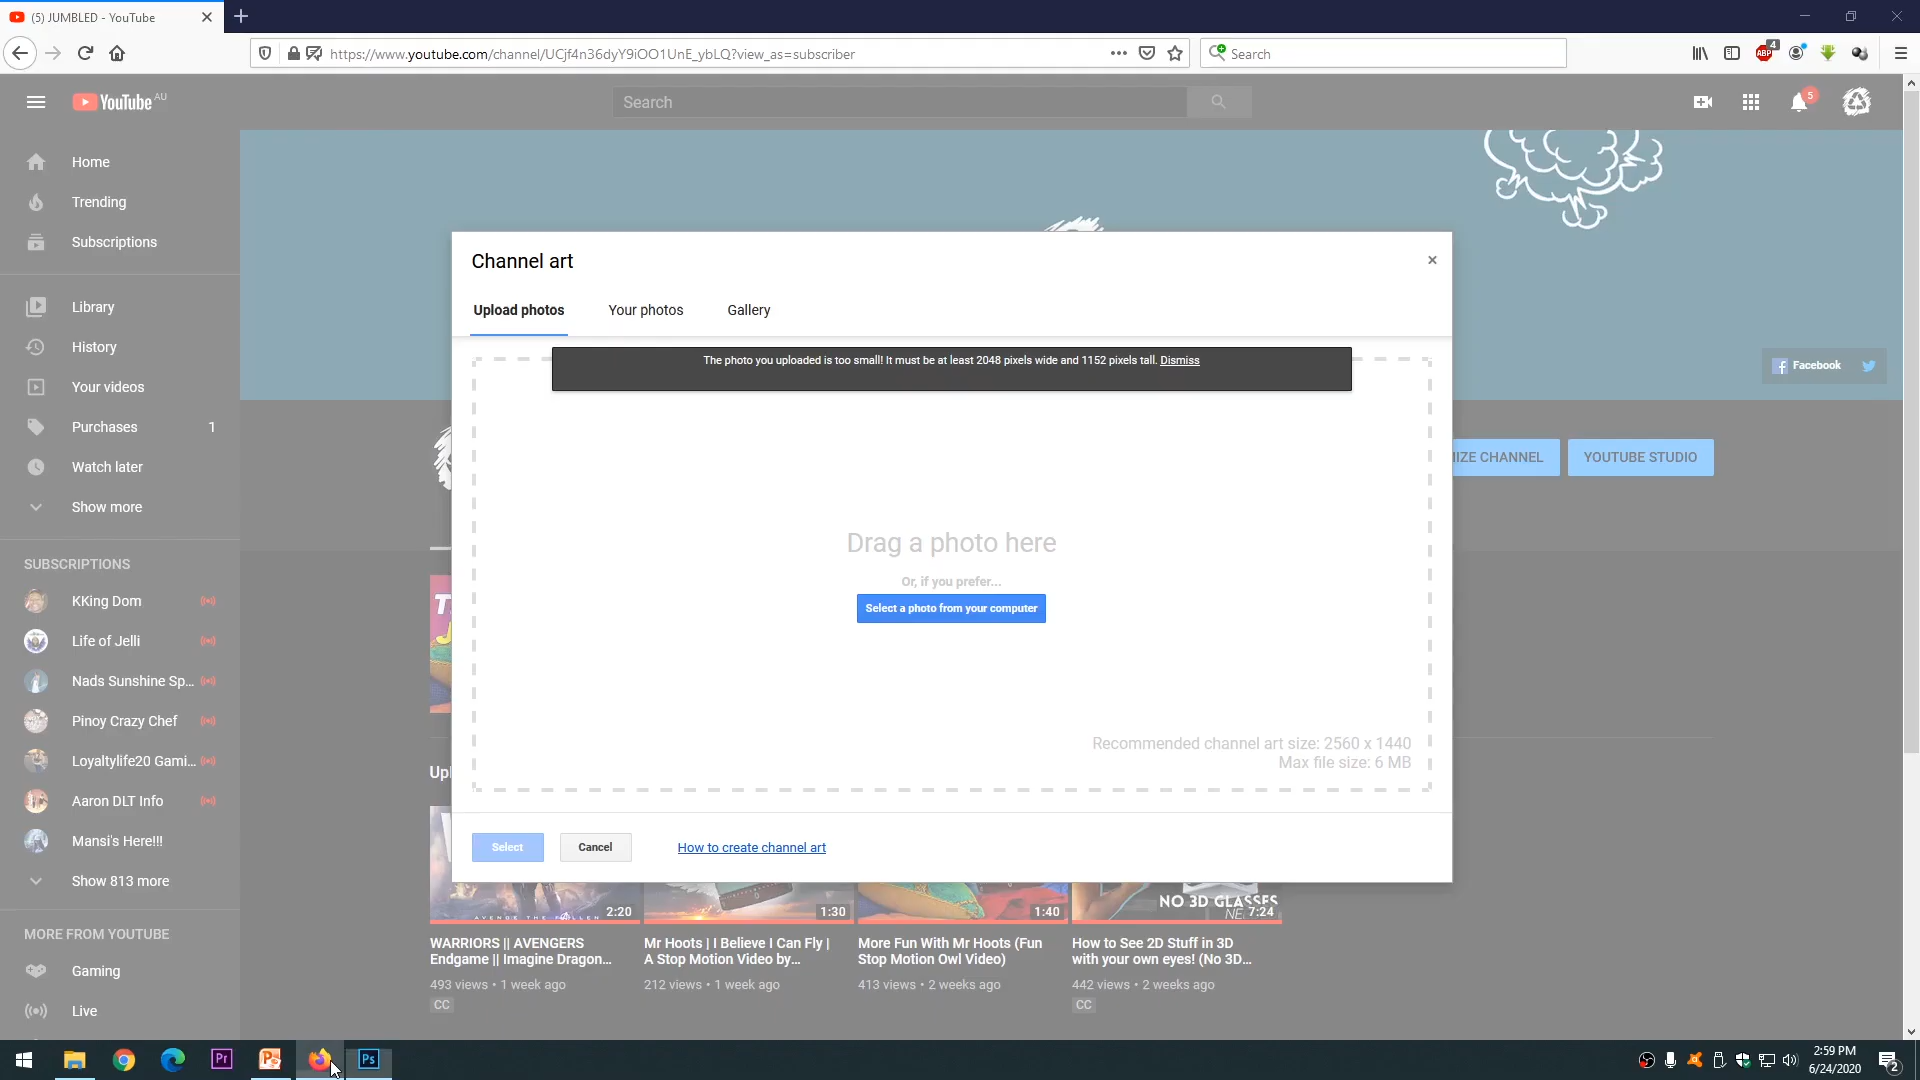 (5) JUMBLED - YouTube
https://www.youtube.com/channel/UCjf4n36dyY9iOO1UnE_ybLQ?view_as=subscriber
Search
ABP
4
YouTube AU
Search
5
Home
Trending
Subscriptions
Library
History
Your videos
Purchases 1
Watch later
Show more
SUBSCRIPTIONS
KKing Dom
Life of Jelli
Nads Sunshine Sp...
Pinoy Crazy Chef
Loyaltylife20 Gami...
Aaron DLT Info
Mansi's Here!!!
Show 813 more
MORE FROM YOUTUBE
Gaming
Live
Facebook
IZE CHANNEL
YOUTUBE STUDIO
Channel art
Upload photos
Your photos
Gallery
The photo you uploaded is too small! It must be at least 2048 pixels wide and 1152 pixels tall. Dismiss
Drag a photo here
Or, if you prefer...
Select a photo from your computer
Recommended channel art size: 2560 x 1440
Max file size: 6 MB
Select
Cancel
How to create channel art
Upl
2:20
1:30
1:40
NO 3D GLASSES
NE
7:24
WARRIORS || AVENGERS
Endgame || Imagine Dragon...
493 views • 1 week ago
CC
Mr Hoots | I Believe I Can Fly |
A Stop Motion Video by...
212 views • 1 week ago
More Fun With Mr Hoots (Fun
Stop Motion Owl Video)
413 views • 2 weeks ago
How to See 2D Stuff in 3D
with your own eyes! (No 3D...
442 views • 2 weeks ago
CC
Pr
Ps
2:59 PM
6/24/2020
2